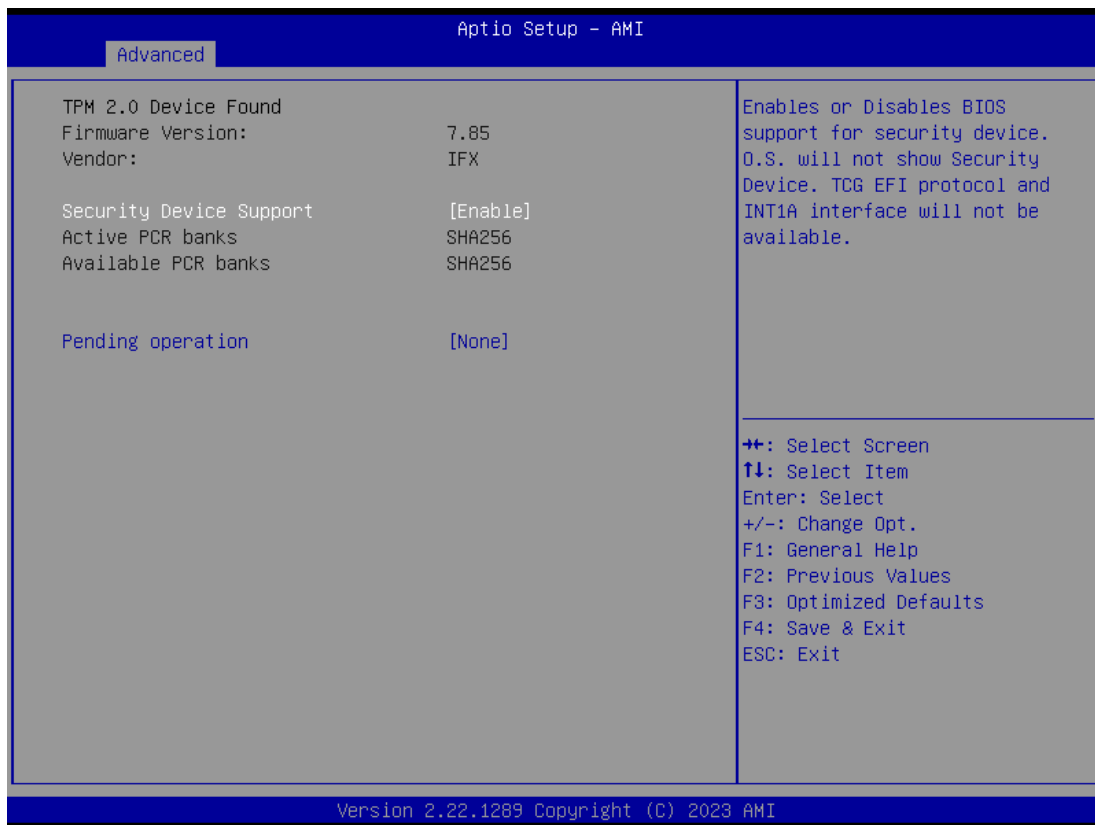 Aptio Setup – AMI
Advanced
TPM 2.0 Device Found
Firmware Version: 7.85
Vendor: IFX
Security Device Support [Enable]
Active PCR banks SHA256
Available PCR banks SHA256
Pending operation [None]
Enables or Disables BIOS
support for security device.
O.S. will not show Security
Device. TCG EFI protocol and
INT1A interface will not be
available.
→←: Select Screen
↑↓: Select Item
Enter: Select
+/-: Change Opt.
F1: General Help
F2: Previous Values
F3: Optimized Defaults
F4: Save & Exit
ESC: Exit
Version 2.22.1289 Copyright (C) 2023 AMI